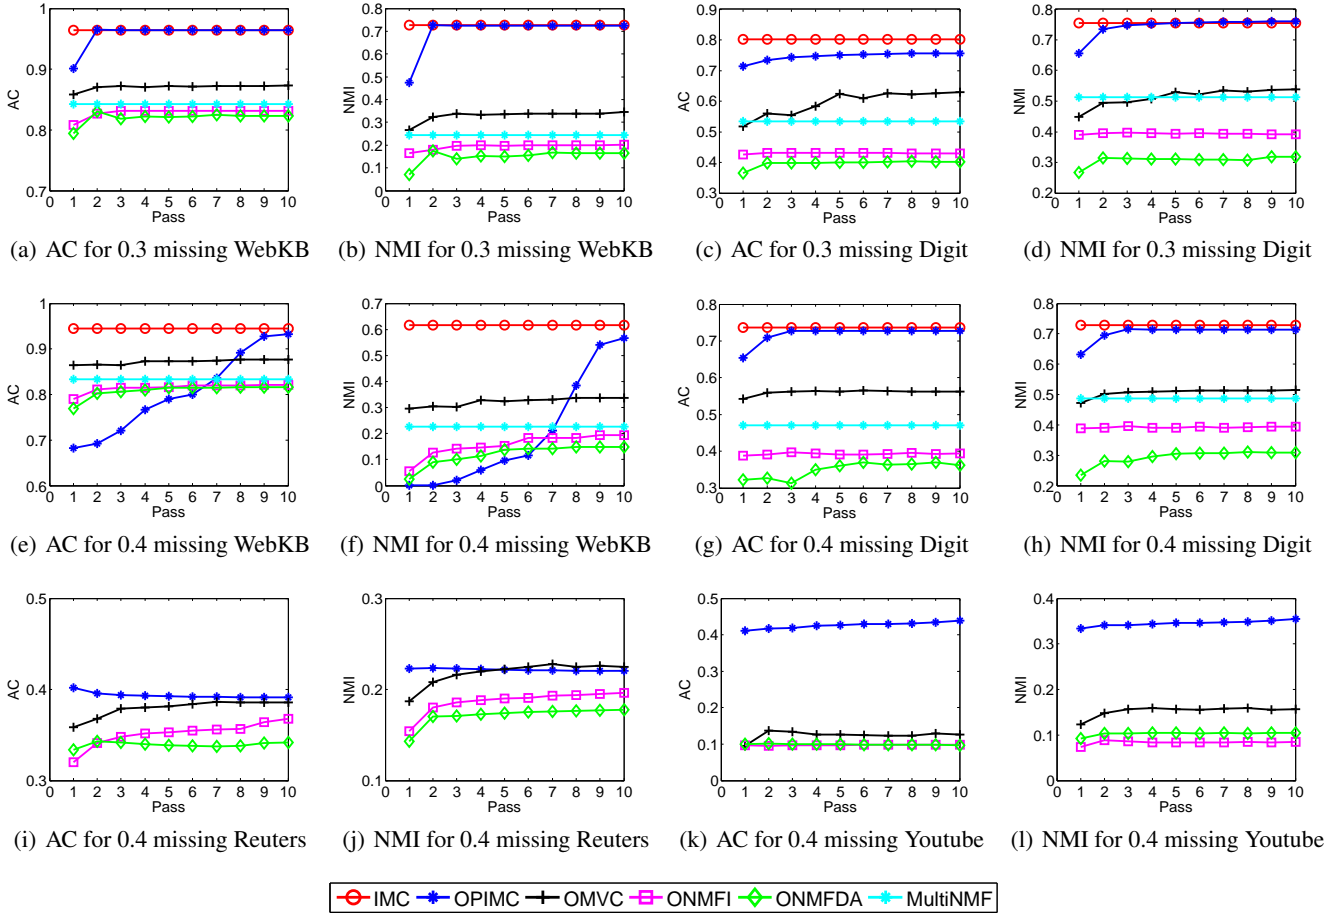 1
0.9
0.8
0.7
AC
0 1 2 3 4 5 6 7 8 9 10
Pass
(a) AC for 0.3 missing WebKB
0.8
0.7
0.6
0.5
0.4
0.3
0.2
0.1
0
NMI
0 1 2 3 4 5 6 7 8 9 10
Pass
(b) NMI for 0.3 missing WebKB
0.9
0.8
0.7
0.6
0.5
0.4
0.3
AC
0 1 2 3 4 5 6 7 8 9 10
Pass
(c) AC for 0.3 missing Digit
0.8
0.7
0.6
0.5
0.4
0.3
0.2
NMI
0 1 2 3 4 5 6 7 8 9 10
Pass
(d) NMI for 0.3 missing Digit
1
0.9
0.8
0.7
0.6
AC
0 1 2 3 4 5 6 7 8 9 10
Pass
(e) AC for 0.4 missing WebKB
0.7
0.6
0.5
0.4
0.3
0.2
0.1
0
NMI
0 1 2 3 4 5 6 7 8 9 10
Pass
(f) NMI for 0.4 missing WebKB
0.8
0.7
0.6
0.5
0.4
0.3
AC
0 1 2 3 4 5 6 7 8 9 10
Pass
(g) AC for 0.4 missing Digit
0.8
0.7
0.6
0.5
0.4
0.3
0.2
NMI
0 1 2 3 4 5 6 7 8 9 10
Pass
(h) NMI for 0.4 missing Digit
0.5
0.4
0.3
AC
0 1 2 3 4 5 6 7 8 9 10
Pass
(i) AC for 0.4 missing Reuters
0.3
0.2
0.1
NMI
0 1 2 3 4 5 6 7 8 9 10
Pass
(j) NMI for 0.4 missing Reuters
0.5
0.4
0.3
0.2
0.1
0
AC
0 1 2 3 4 5 6 7 8 9 10
Pass
(k) AC for 0.4 missing Youtube
0.4
0.3
0.2
0.1
0
NMI
0 1 2 3 4 5 6 7 8 9 10
Pass
(l) NMI for 0.4 missing Youtube
IMC OPIMC OMVC ONMFI ONMFDA MultiNMF